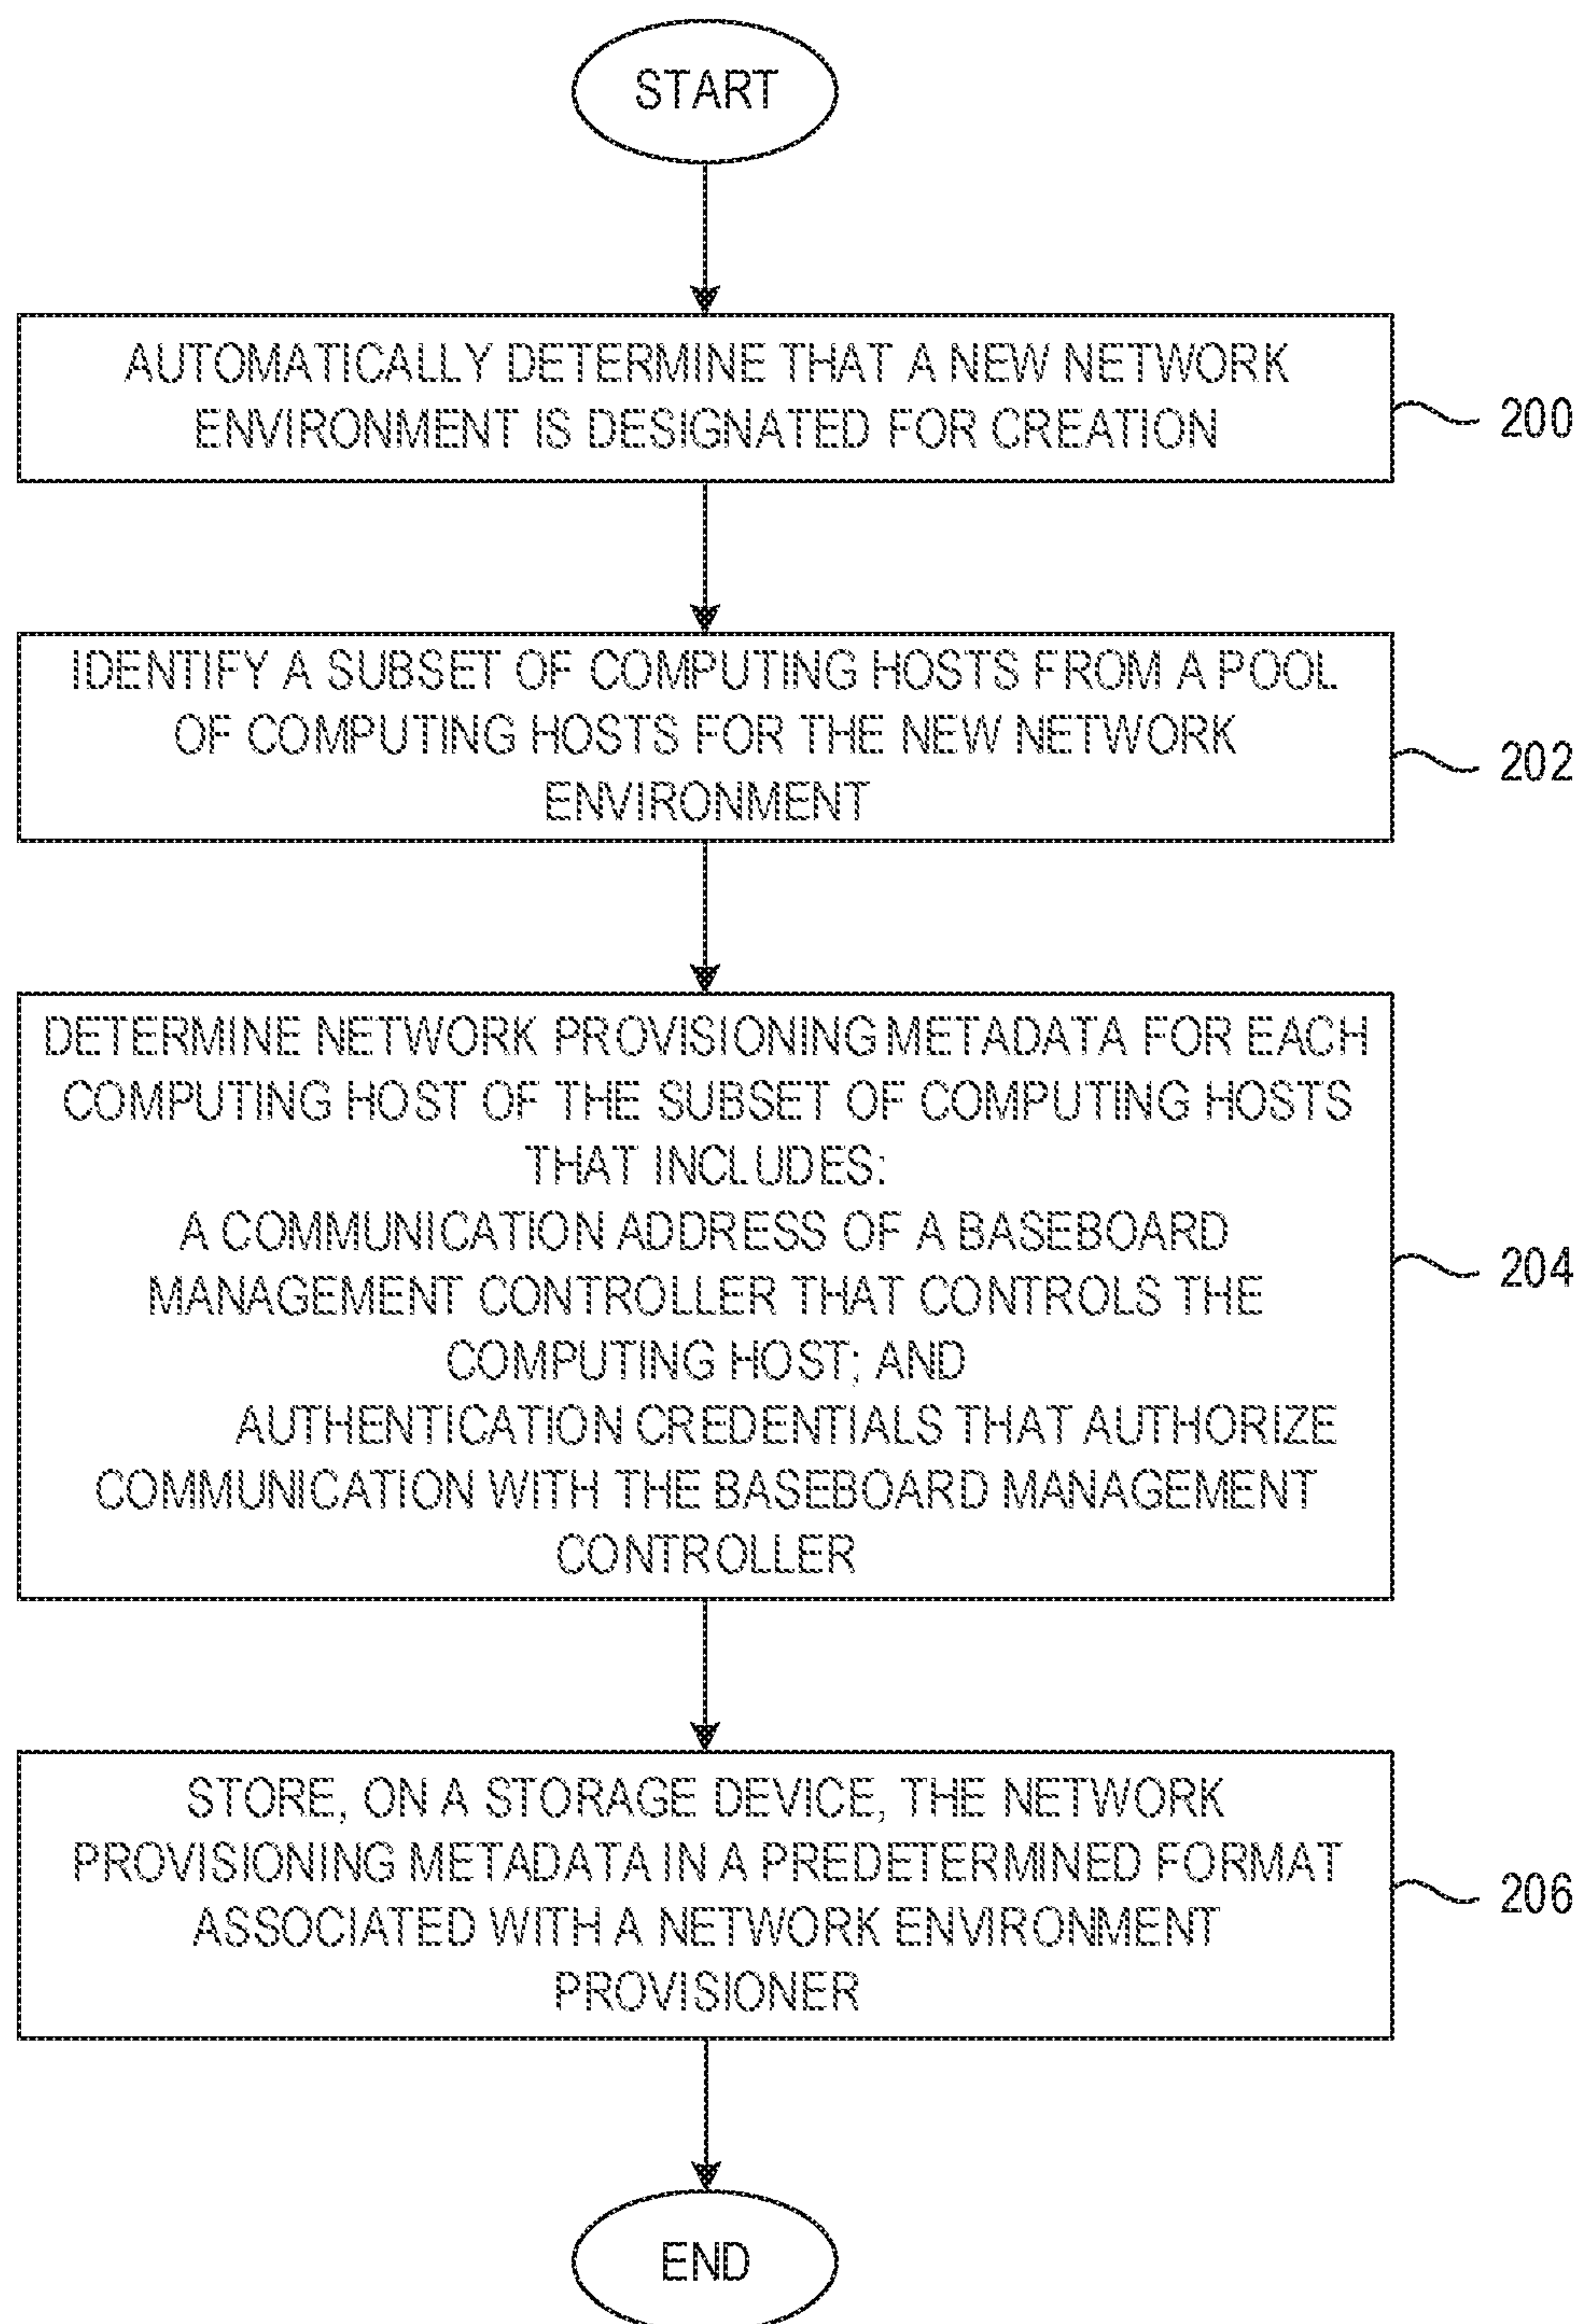 START
AUTOMATICALLY DETERMINE THAT A NEW NETWORK
ENVIRONMENT IS DESIGNATED FOR CREATION
200
IDENTIFY A SUBSET OF COMPUTING HOSTS FROM A POOL
OF COMPUTING HOSTS FOR THE NEW NETWORK
ENVIRONMENT
202
DETERMINE NETWORK PROVISIONING METADATA FOR EACH
COMPUTING HOST OF THE SUBSET OF COMPUTING HOSTS
THAT INCLUDES:
A COMMUNICATION ADDRESS OF A BASEBOARD
MANAGEMENT CONTROLLER THAT CONTROLS THE
COMPUTING HOST; AND
AUTHENTICATION CREDENTIALS THAT AUTHORIZE
COMMUNICATION WITH THE BASEBOARD MANAGEMENT
CONTROLLER
204
STORE, ON A STORAGE DEVICE, THE NETWORK
PROVISIONING METADATA IN A PREDETERMINED FORMAT
ASSOCIATED WITH A NETWORK ENVIRONMENT
PROVISIONER
206
END